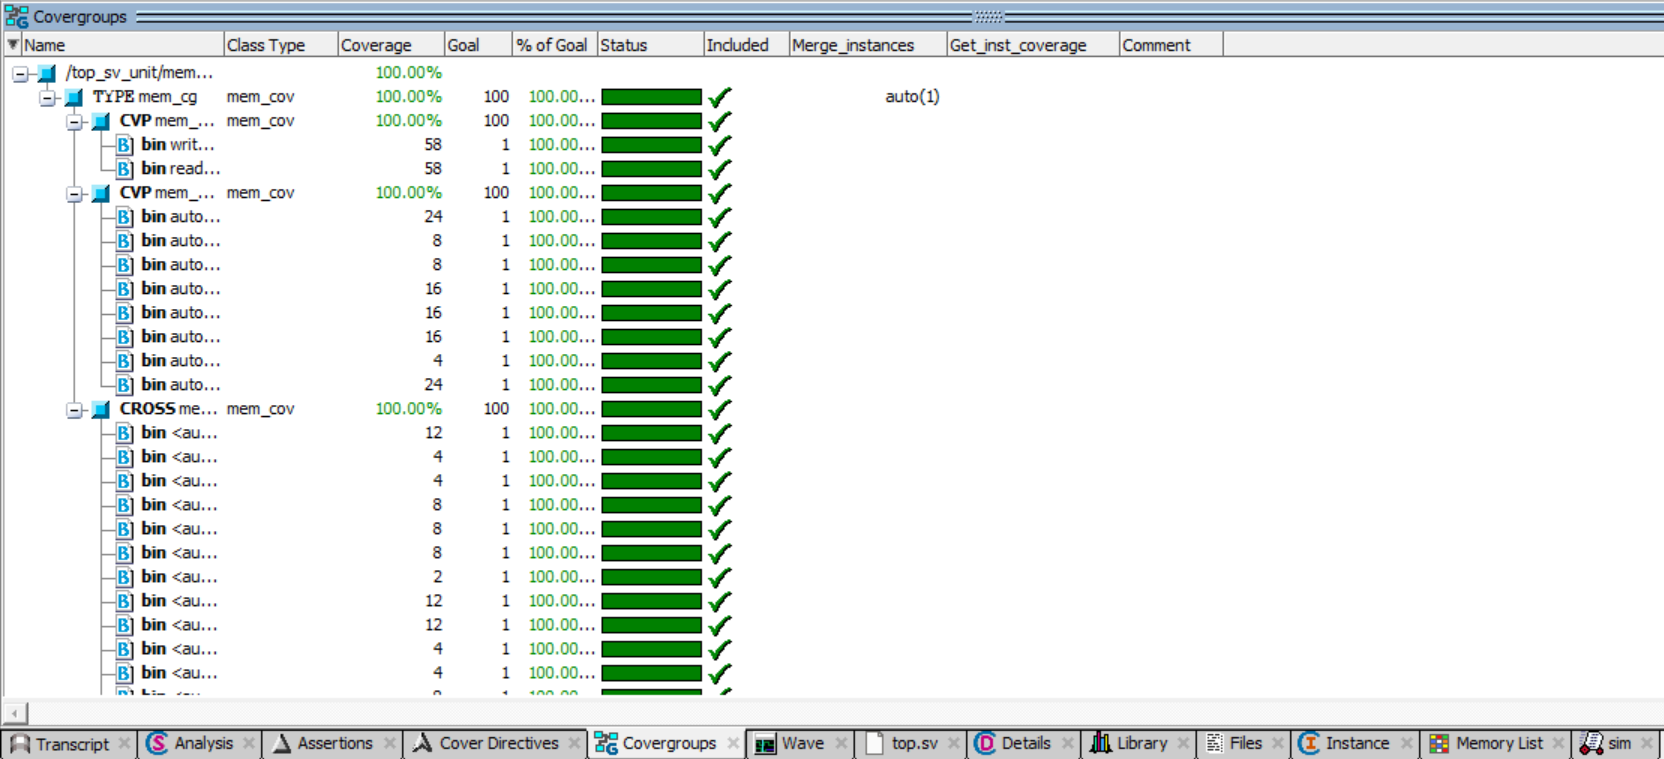 Covergroups
Name Class Type Coverage Goal % of Goal Status Included Merge_instances Get_inst_coverage Comment
/top_sv_unit/mem... 100.00%
TYPE mem_cg mem_cov 100.00% 100 100.00... auto(1)
CVP mem_... mem_cov 100.00% 100 100.00...
B] bin writ... 58 1 100.00...
B] bin read... 58 1 100.00...
CVP mem_... mem_cov 100.00% 100 100.00...
B] bin auto... 24 1 100.00...
B] bin auto... 8 1 100.00...
B] bin auto... 8 1 100.00...
B] bin auto... 16 1 100.00...
B] bin auto... 16 1 100.00...
B] bin auto... 16 1 100.00...
B] bin auto... 4 1 100.00...
B] bin auto... 24 1 100.00...
CROSS me... mem_cov 100.00% 100 100.00...
B] bin <au... 12 1 100.00...
B] bin <au... 4 1 100.00...
B] bin <au... 4 1 100.00...
B] bin <au... 8 1 100.00...
B] bin <au... 8 1 100.00...
B] bin <au... 8 1 100.00...
B] bin <au... 2 1 100.00...
B] bin <au... 12 1 100.00...
B] bin <au... 12 1 100.00...
B] bin <au... 4 1 100.00...
B] bin <au... 4 1 100.00...
Transcript Analysis Assertions Cover Directives Covergroups Wave top.sv Details Library Files Instance Memory List sim